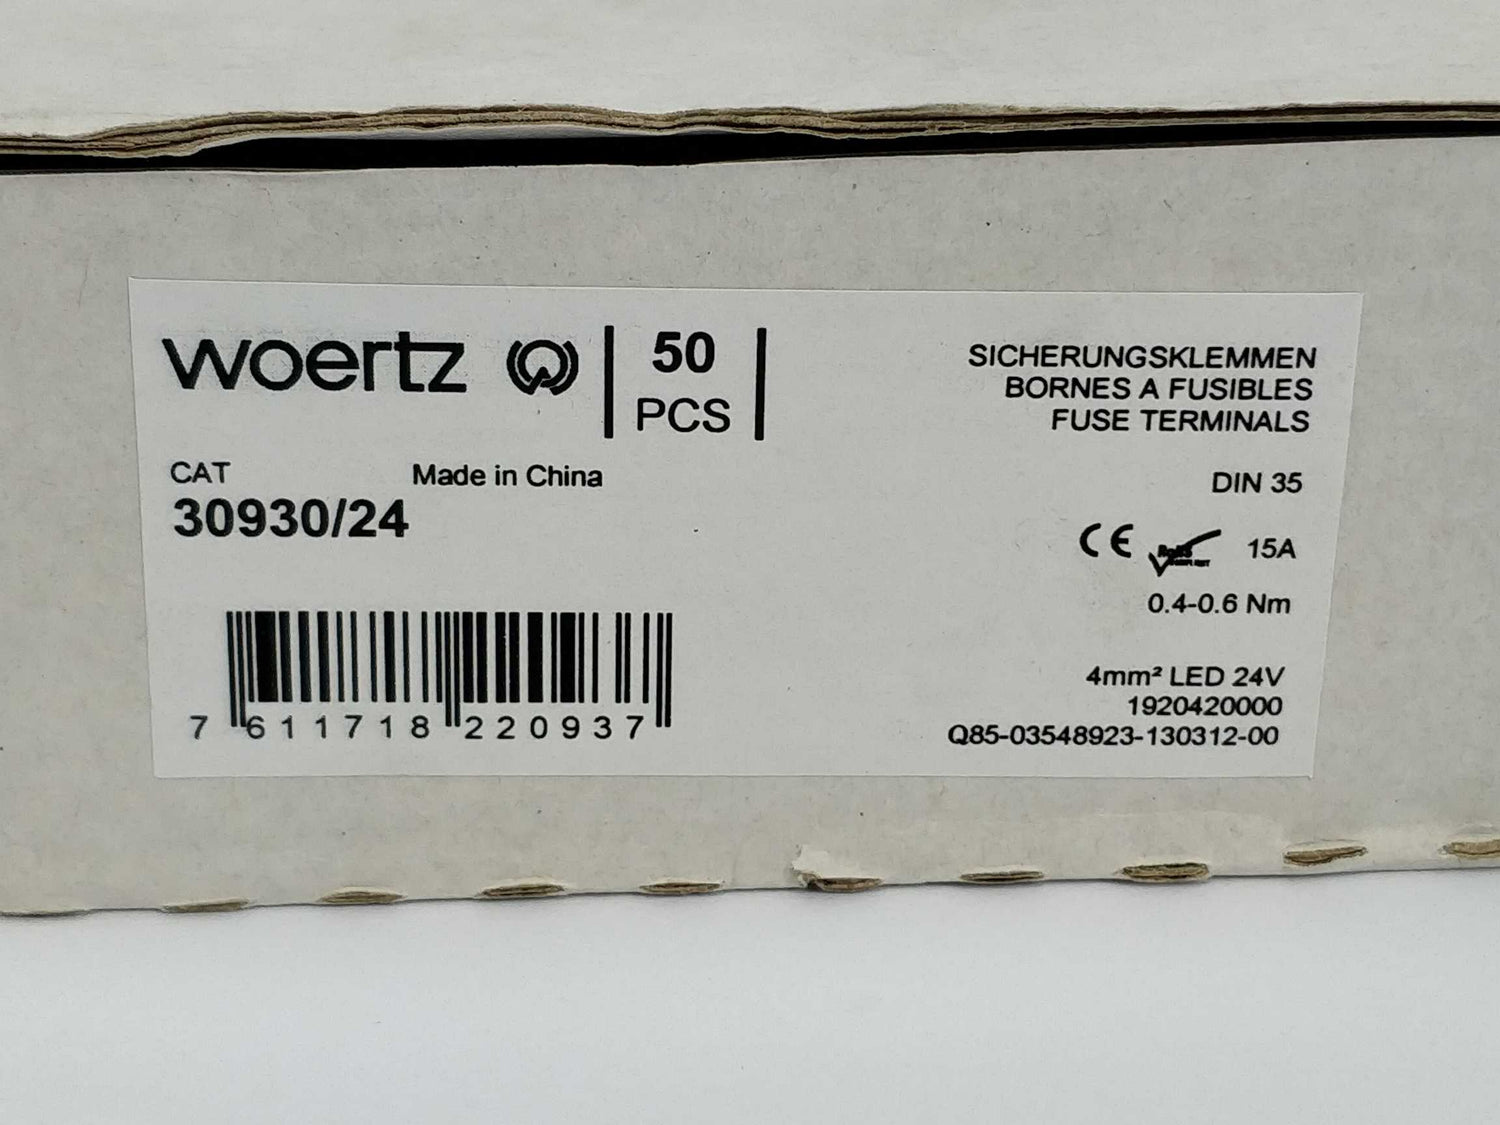 woertz
50
PCS
SICHERUNGSKLEMMEN
BORNES A FUSIBLES
FUSE TERMINALS
CAT
Made in China
30930/24
DIN 35
CE
RoHS
15A
0.4-0.6 Nm
4mm² LED 24V
1920420000
Q85-03548923-130312-00
7 611718 220937